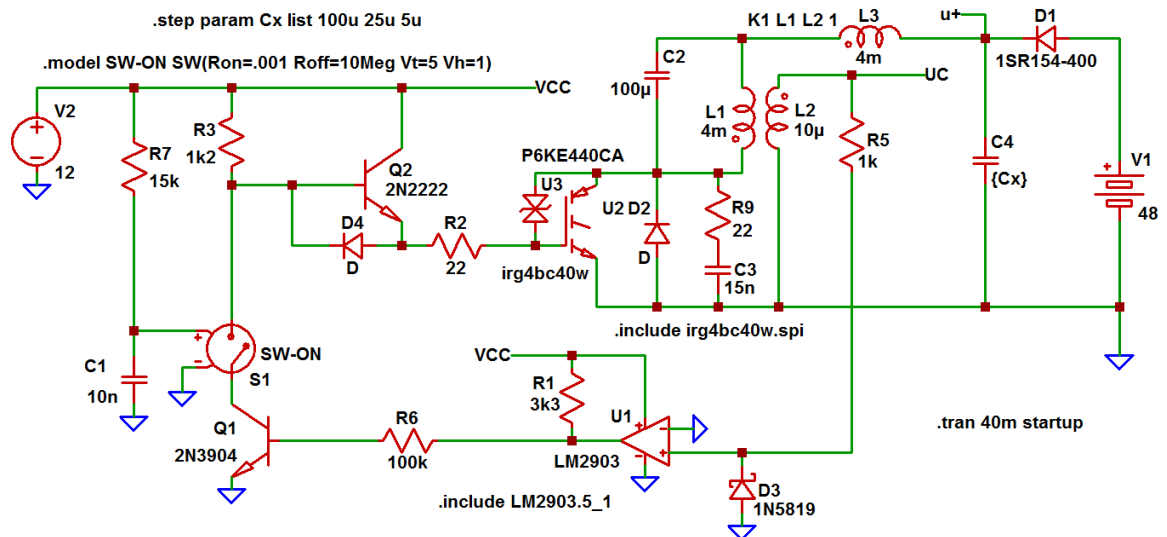 .step param Cx list 100u 25u 5u
K1 L1 L2 1
L3
4m
u+
D1
1SR154-400
.model SW-ON SW(Ron=.001 Roff=10Meg Vt=5 Vh=1)
C2
100µ
VCC
UC
V2
12
R7
15k
R3
1k2
Q2
2N2222
L1
4m
L2
10µ
R5
1k
C4
{Cx}
V1
48
P6KE440CA
U3
U2
D2
D
R9
22
D4
D
R2
22
irg4bc40w
C3
15n
.include irg4bc40w.spi
SW-ON
S1
C1
10n
VCC
R1
3k3
U1
LM2903
Q1
2N3904
R6
100k
.tran 40m startup
D3
1N5819
.include LM2903.5_1